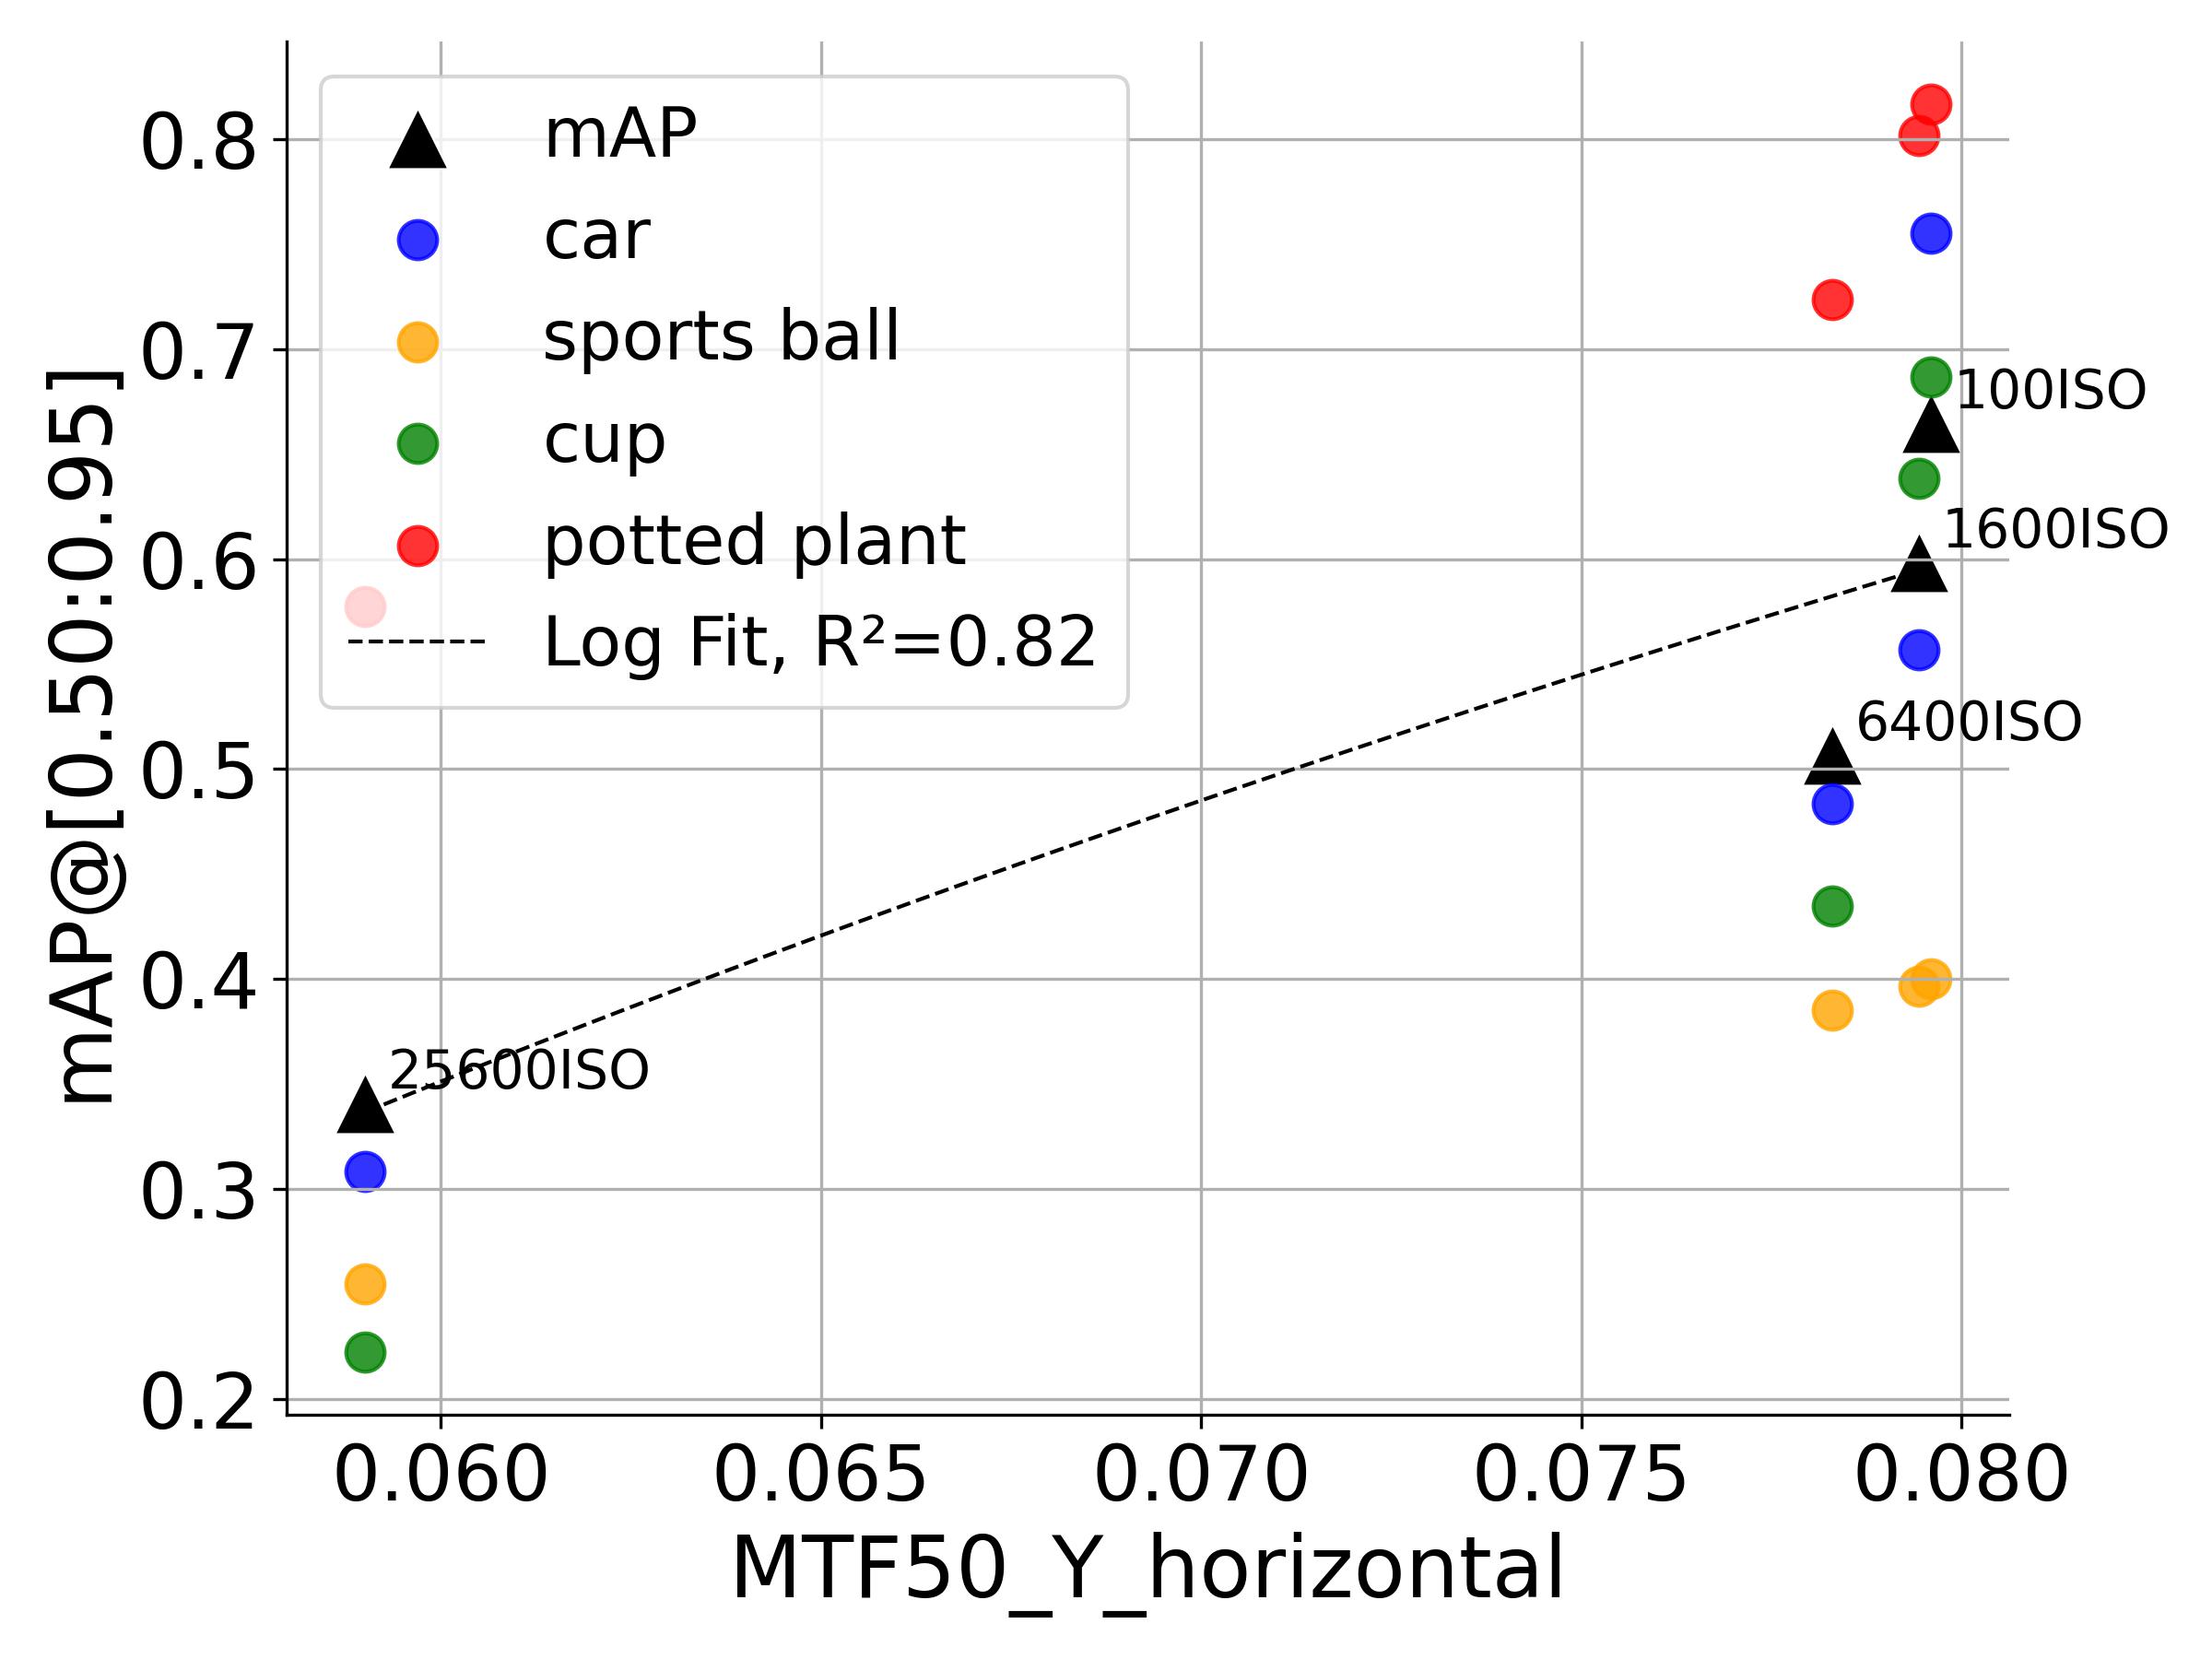 mAP@[0.50:0.95]
0.8
0.7
0.6
0.5
0.4
0.3
0.2
mAP
car
sports ball
cup
potted plant
Log Fit, R²=0.82
100ISO
1600ISO
6400ISO
25600ISO
0.060 0.065 0.070 0.075 0.080
MTF50_Y_horizontal